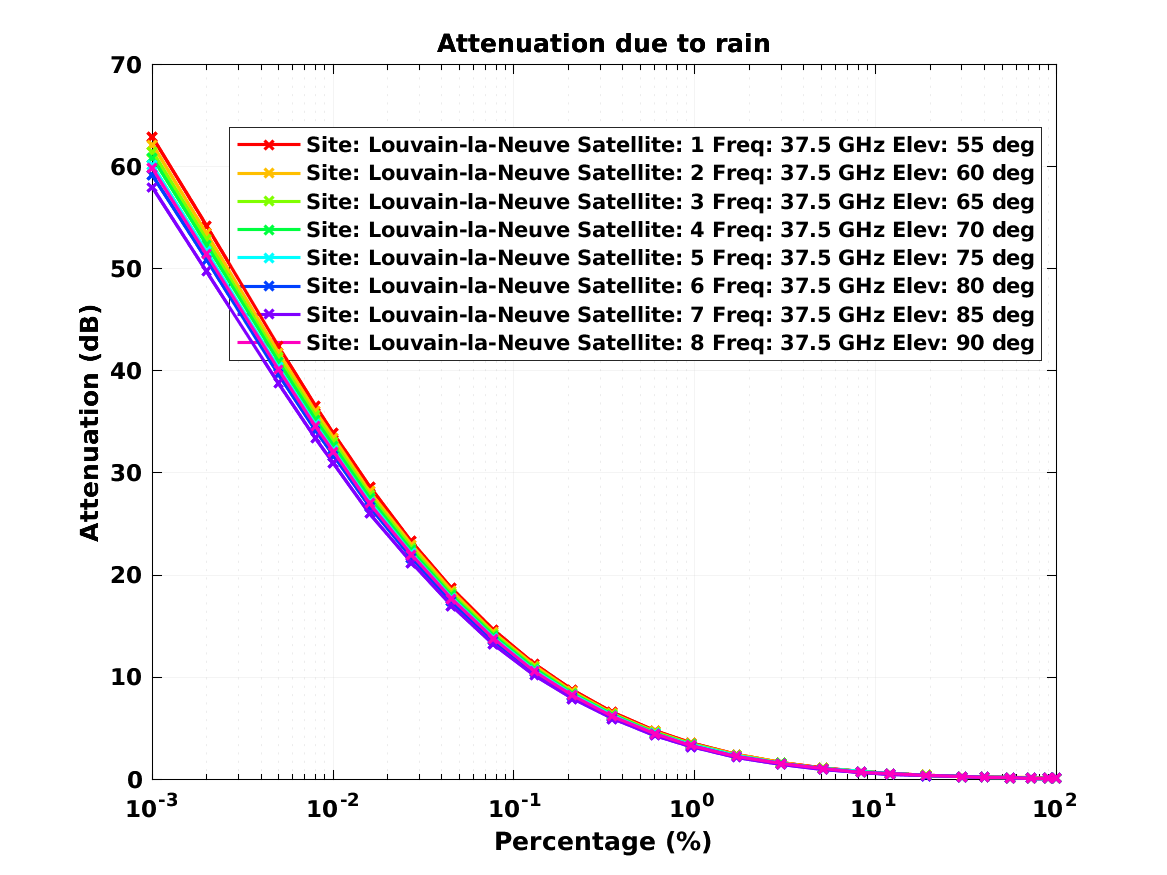 Attenuation due to rain
70
60
50
40
30
20
10
0
Attenuation (dB)
Site: Louvain-la-Neuve Satellite: 1 Freq: 37.5 GHz Elev: 55 deg
Site: Louvain-la-Neuve Satellite: 2 Freq: 37.5 GHz Elev: 60 deg
Site: Louvain-la-Neuve Satellite: 3 Freq: 37.5 GHz Elev: 65 deg
Site: Louvain-la-Neuve Satellite: 4 Freq: 37.5 GHz Elev: 70 deg
Site: Louvain-la-Neuve Satellite: 5 Freq: 37.5 GHz Elev: 75 deg
Site: Louvain-la-Neuve Satellite: 6 Freq: 37.5 GHz Elev: 80 deg
Site: Louvain-la-Neuve Satellite: 7 Freq: 37.5 GHz Elev: 85 deg
Site: Louvain-la-Neuve Satellite: 8 Freq: 37.5 GHz Elev: 90 deg
10⁻³ 10⁻² 10⁻¹ 10⁰ 10¹ 10²
Percentage (%)